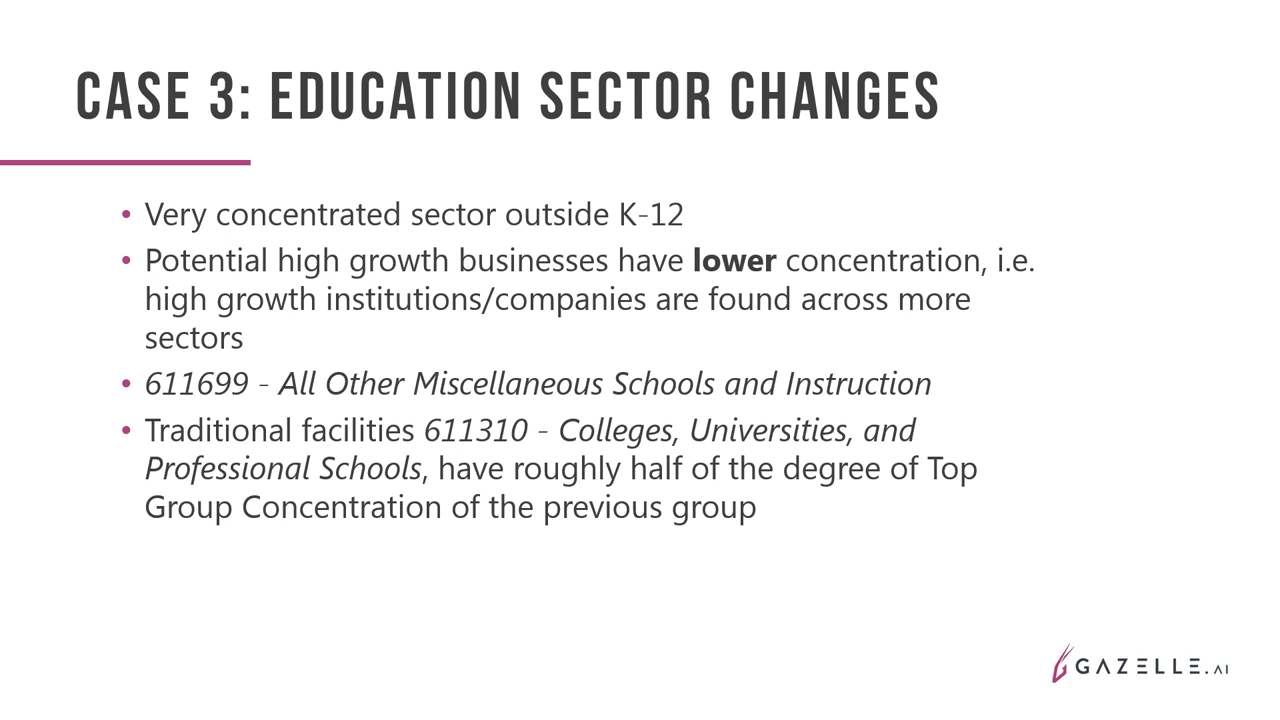 CASE 3: EDUCATION SECTOR CHANGES
• Very concentrated sector outside K-12
• Potential high growth businesses have lower concentration, i.e.
high growth institutions/companies are found across more
sectors
• 611699 - All Other Miscellaneous Schools and Instruction
• Traditional facilities 611310 - Colleges, Universities, and
Professional Schools, have roughly half of the degree of Top
Group Concentration of the previous group
GAZELLE.AI